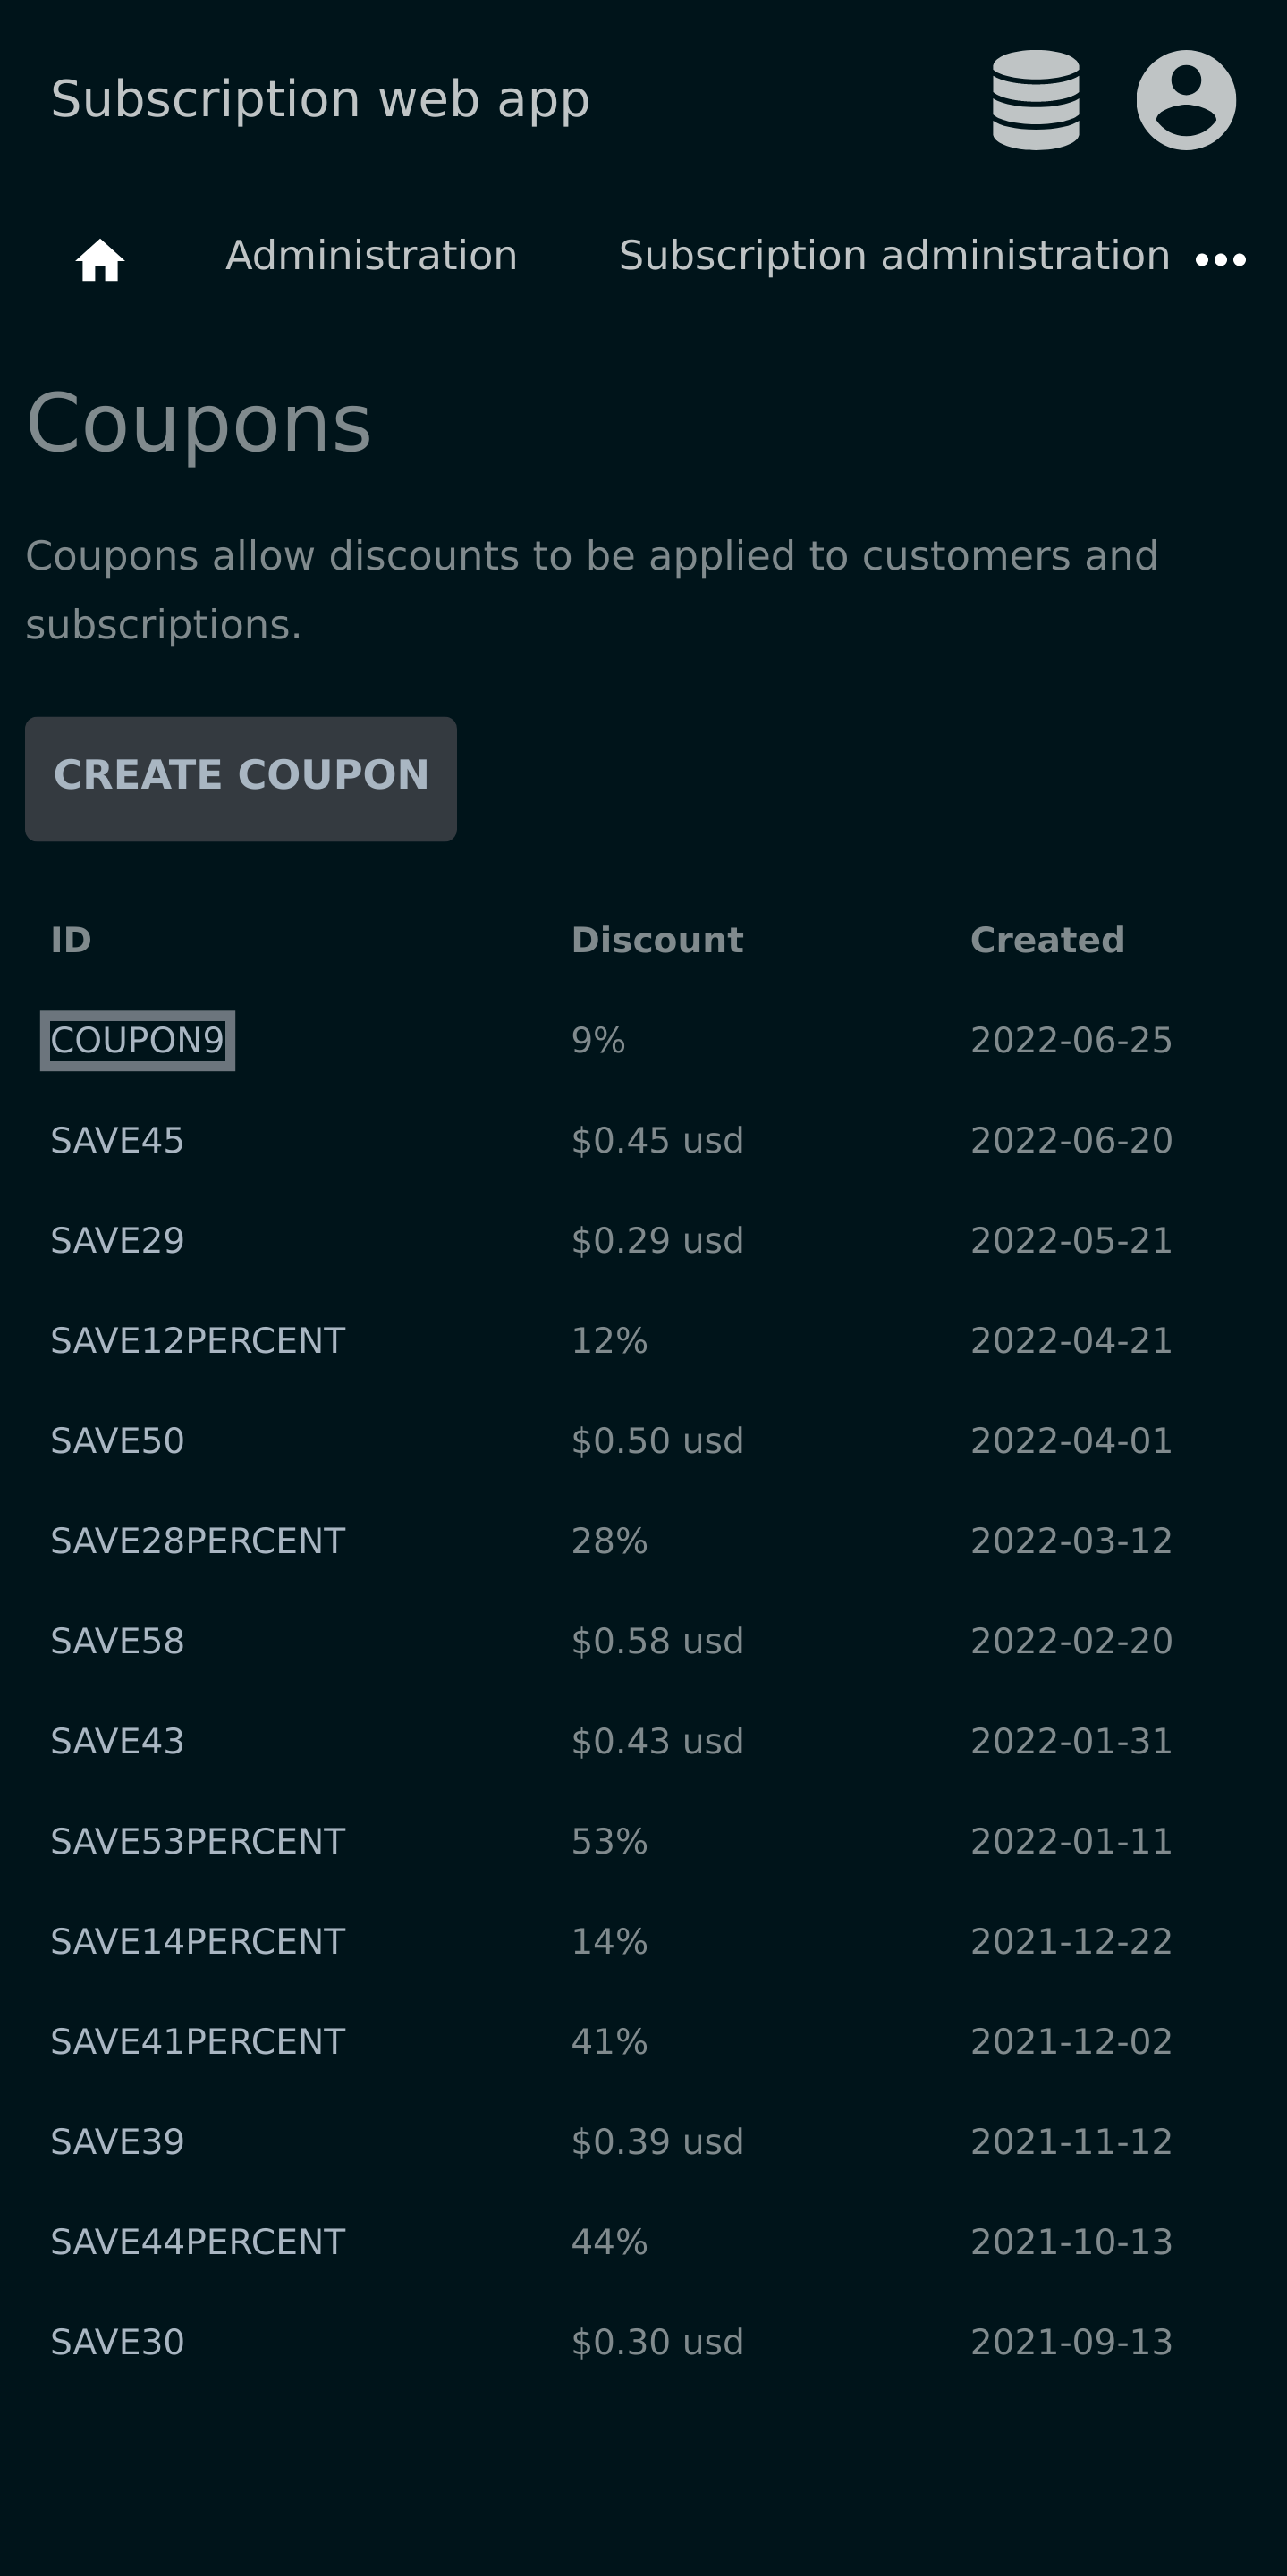 Subscription web app
Administration Subscription administration
Coupons
Coupons allow discounts to be applied to customers and
subscriptions.
CREATE COUPON
ID Discount Created
COUPON9 9% 2022-06-25
SAVE45 $0.45 usd 2022-06-20
SAVE29 $0.29 usd 2022-05-21
SAVE12PERCENT 12% 2022-04-21
SAVE50 $0.50 usd 2022-04-01
SAVE28PERCENT 28% 2022-03-12
SAVE58 $0.58 usd 2022-02-20
SAVE43 $0.43 usd 2022-01-31
SAVE53PERCENT 53% 2022-01-11
SAVE14PERCENT 14% 2021-12-22
SAVE41PERCENT 41% 2021-12-02
SAVE39 $0.39 usd 2021-11-12
SAVE44PERCENT 44% 2021-10-13
SAVE30 $0.30 usd 2021-09-13